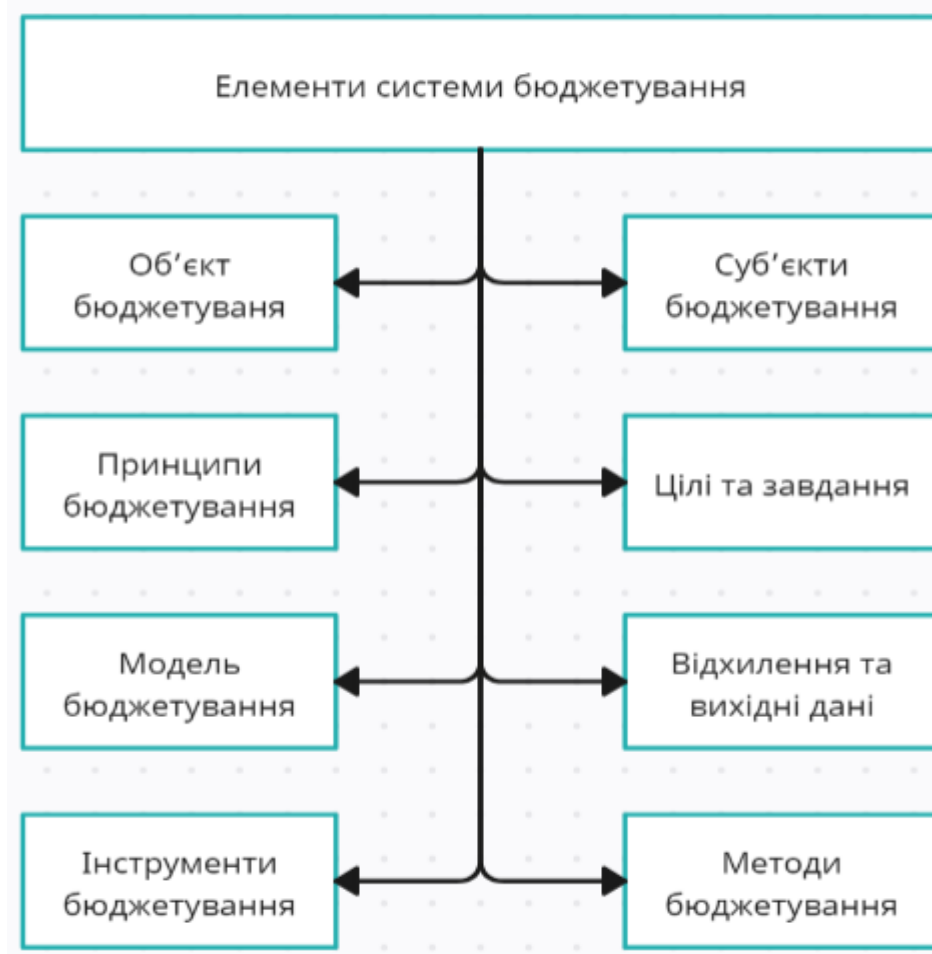 Елементи системи бюджетування
Об’єкт
бюджетуваня
Суб’єкти
бюджетування
Принципи
бюджетування
Цілі та завдання
Модель
бюджетування
Відхилення та
вихідні дані
Інструменти
бюджетування
Методи
бюджетування